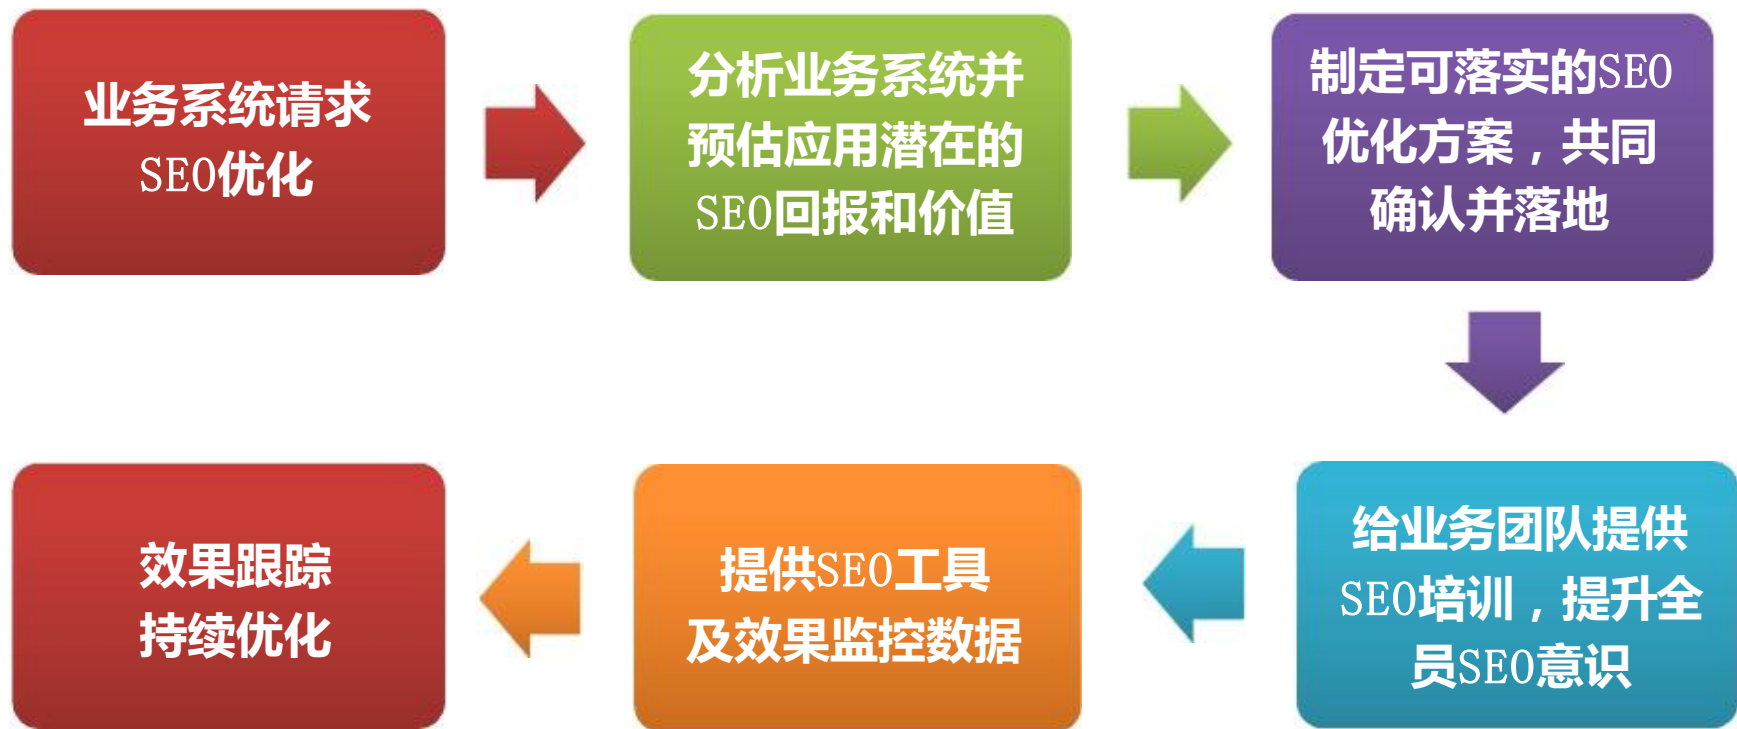 业务系统请求
SEO优化
分析业务系统并
预估应用潜在的
SEO回报和价值
制定可落实的SEO
优化方案，共同
确认并落地
给业务团队提供
SEO培训，提升全
员SEO意识
提供SEO工具
及效果监控数据
效果跟踪
持续优化